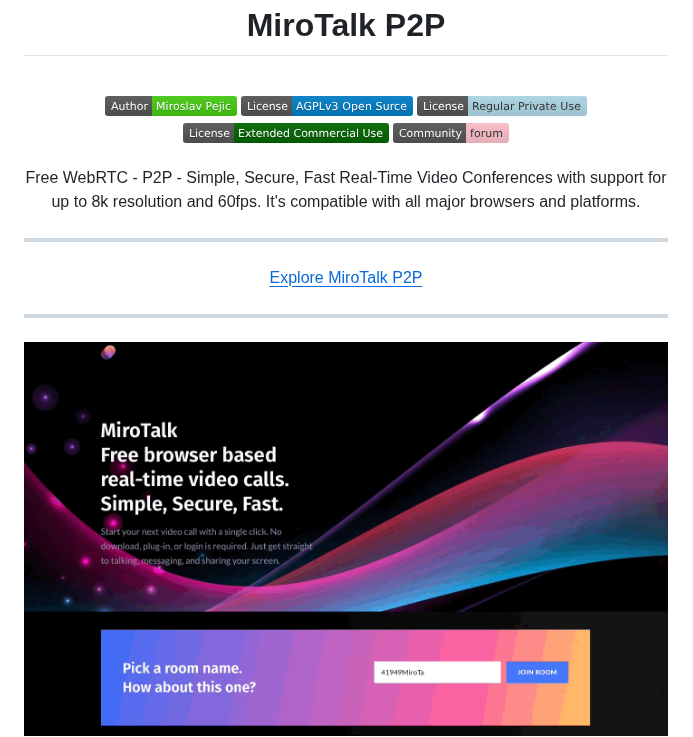 MiroTalk P2P
Author Miroslav Pejic License AGPLv3 Open Surce License Regular Private Use
License Extended Commercial Use Community forum
Free WebRTC - P2P - Simple, Secure, Fast Real-Time Video Conferences with support for
up to 8k resolution and 60fps. It's compatible with all major browsers and platforms.
Explore MiroTalk P2P
MiroTalk
Free browser based
real-time video calls.
Simple, Secure, Fast.
Start your next video call with a single click. No
download, plug-in, or login is required. Just get straight
to talking, messaging, and sharing your screen.
Pick a room name.
How about this one?
41949MiroTa
JOIN ROOM